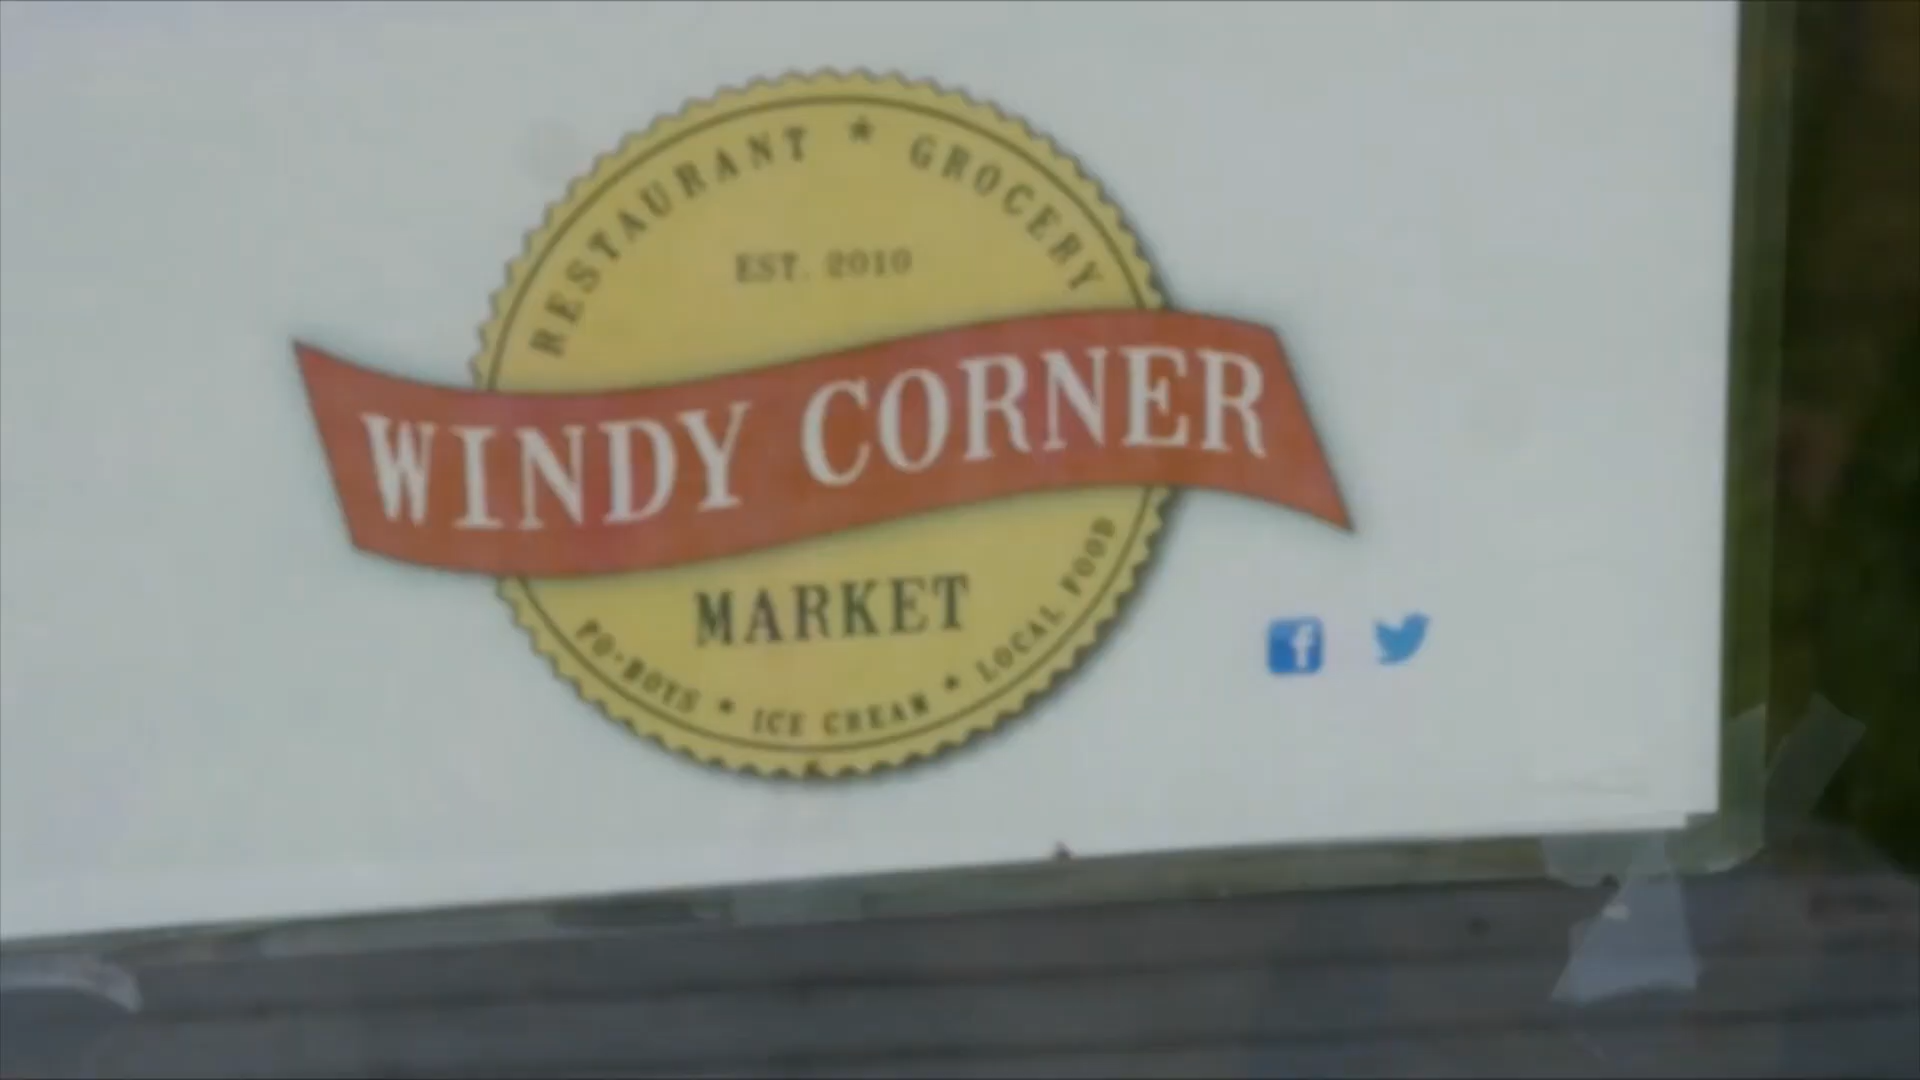 RESTAURANT ★ GROCERY
EST. 2010
WINDY CORNER
MARKET
PO-BOYS ★ ICE CREAM ★ LOCAL FOOD
f